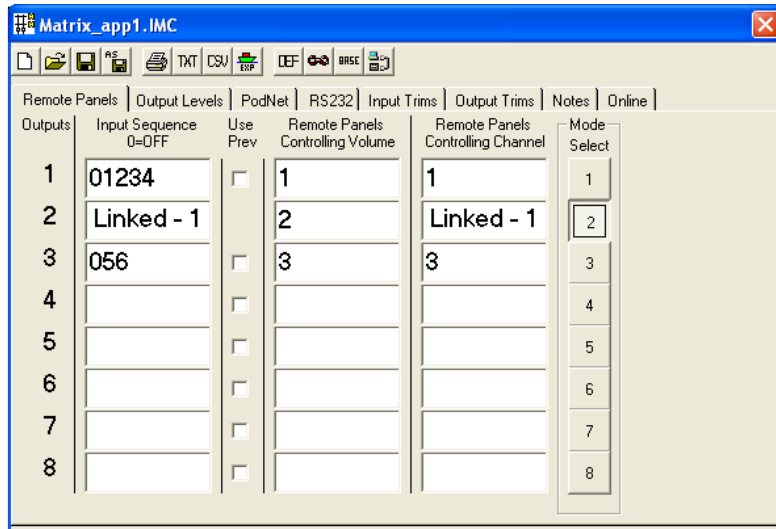 Matrix_app1.IMC
AS TXT CSV EXP DEF BASE
Remote Panels Output Levels PodNet RS232 Input Trims Output Trims Notes Online
Outputs Input Sequence Use Remote Panels Remote Panels Mode
0=OFF Prev Controlling Volume Controlling Channel Select
1 01234 1 1 1
2 Linked - 1 2 Linked - 1 2
3 056 3 3 3
4 4
5 5
6 6
7 7
8 8